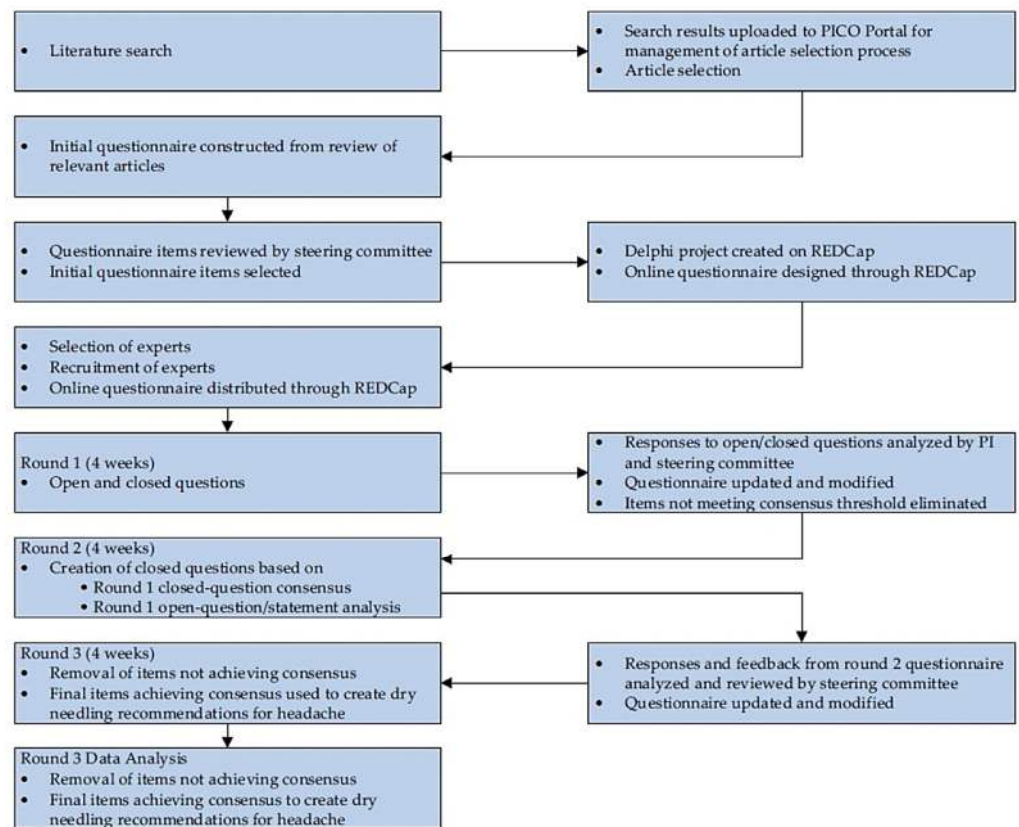 • Literature search
• Search results uploaded to PICO Portal for
management of article selection process
• Article selection
• Initial questionnaire constructed from review of
relevant articles
• Questionnaire items reviewed by steering committee
• Initial questionnaire items selected
• Delphi project created on REDCap
• Online questionnaire designed through REDCap
• Selection of experts
• Recruitment of experts
• Online questionnaire distributed through REDCap
Round 1 (4 weeks)
• Open and closed questions
• Responses to open/closed questions analyzed by PI
and steering committee
• Questionnaire updated and modified
• Items not meeting consensus threshold eliminated
Round 2 (4 weeks)
• Creation of closed questions based on
• Round 1 closed-question consensus
• Round 1 open-question/statement analysis
• Responses and feedback from round 2 questionnaire
analyzed and reviewed by steering committee
• Questionnaire updated and modified
Round 3 (4 weeks)
• Removal of items not achieving consensus
• Final items achieving consensus used to create dry
needling recommendations for headache
Round 3 Data Analysis
• Removal of items not achieving consensus
• Final items achieving consensus to create dry
needling recommendations for headache